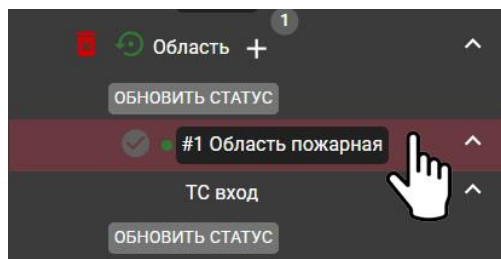 1
Область +
ОБНОВИТЬ СТАТУС
#1 Область пожарная
ТС вход
ОБНОВИТЬ СТАТУС